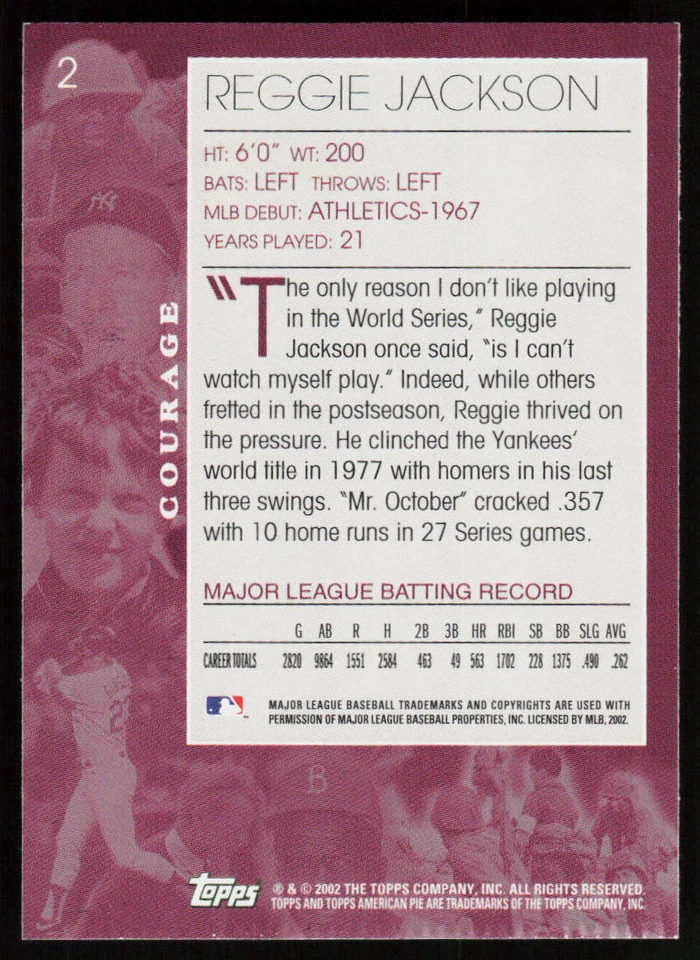 2
REGGIE JACKSON
HT: 6'0" WT: 200
BATS: LEFT THROWS: LEFT
MLB DEBUT: ATHLETICS-1967
YEARS PLAYED: 21
COURAGE
"The only reason I don't like playing
in the World Series," Reggie
Jackson once said, "is I can't
watch myself play." Indeed, while others
fretted in the postseason, Reggie thrived on
the pressure. He clinched the Yankees'
world title in 1977 with homers in his last
three swings. "Mr. October" cracked .357
with 10 home runs in 27 Series games.
MAJOR LEAGUE BATTING RECORD
G AB R H 2B 3B HR RBI SB BB SLG AVG
CAREER TOTALS 2820 9864 1551 2584 463 49 563 1702 228 1375 .490 .262
MAJOR LEAGUE BASEBALL TRADEMARKS AND COPYRIGHTS ARE USED WITH
PERMISSION OF MAJOR LEAGUE BASEBALL PROPERTIES, INC. LICENSED BY MLB, 2002.
B
topps ® & © 2002 THE TOPPS COMPANY, INC. ALL RIGHTS RESERVED.
TOPPS AND TOPPS AMERICAN PIE ARE TRADEMARKS OF THE TOPPS COMPANY, INC.